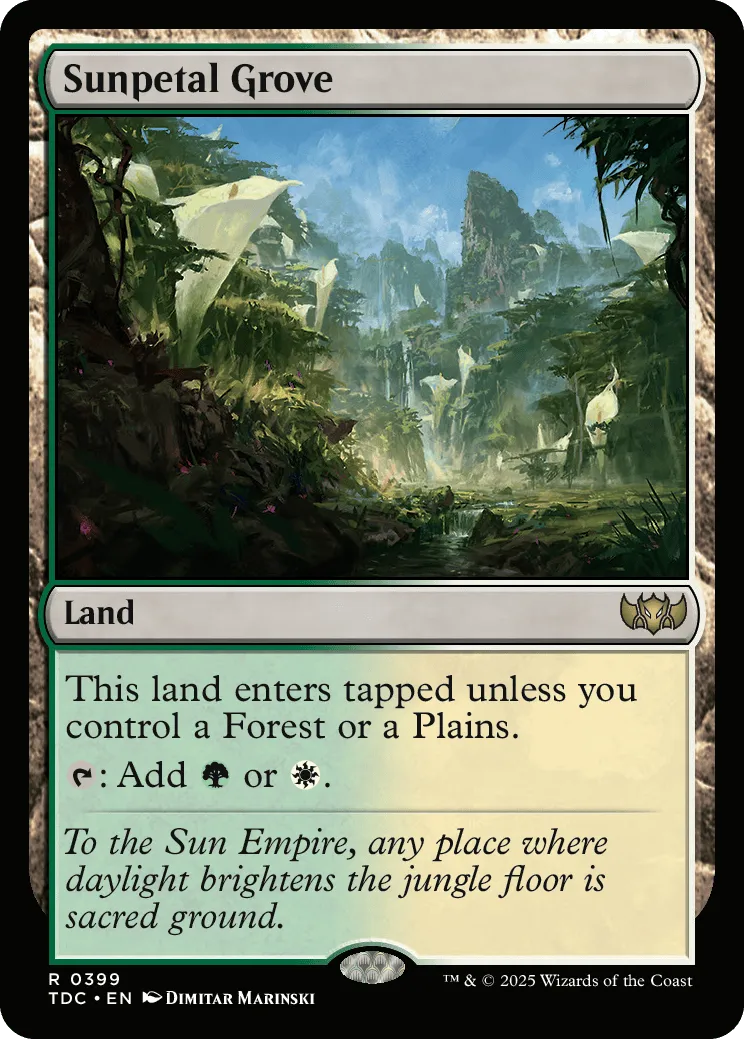 Sunpetal Grove
Land
This land enters tapped unless you
control a Forest or a Plains.
: Add or .
To the Sun Empire, any place where
daylight brightens the jungle floor is
sacred ground.
R 0399
TDC • EN DIMITAR MARINSKI
™ & © 2025 Wizards of the Coast